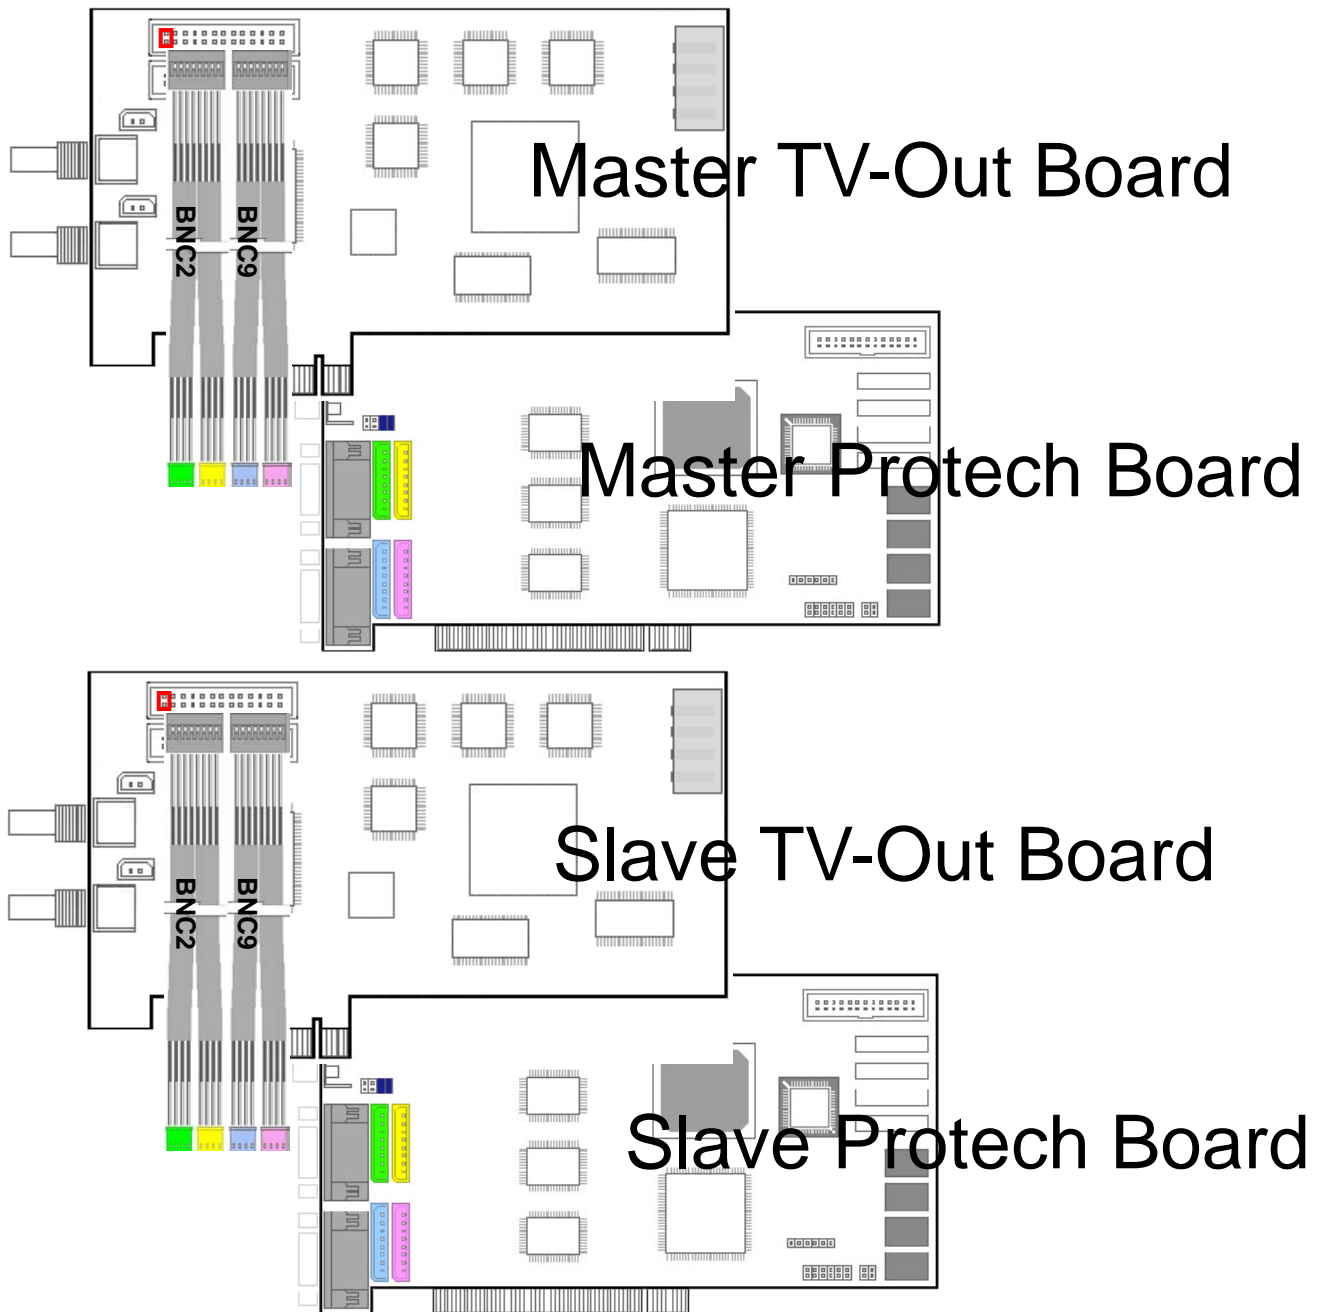 Master TV-Out Board
BNC2
BNC9
Master Protech Board
Slave TV-Out Board
BNC2
BNC9
Slave Protech Board